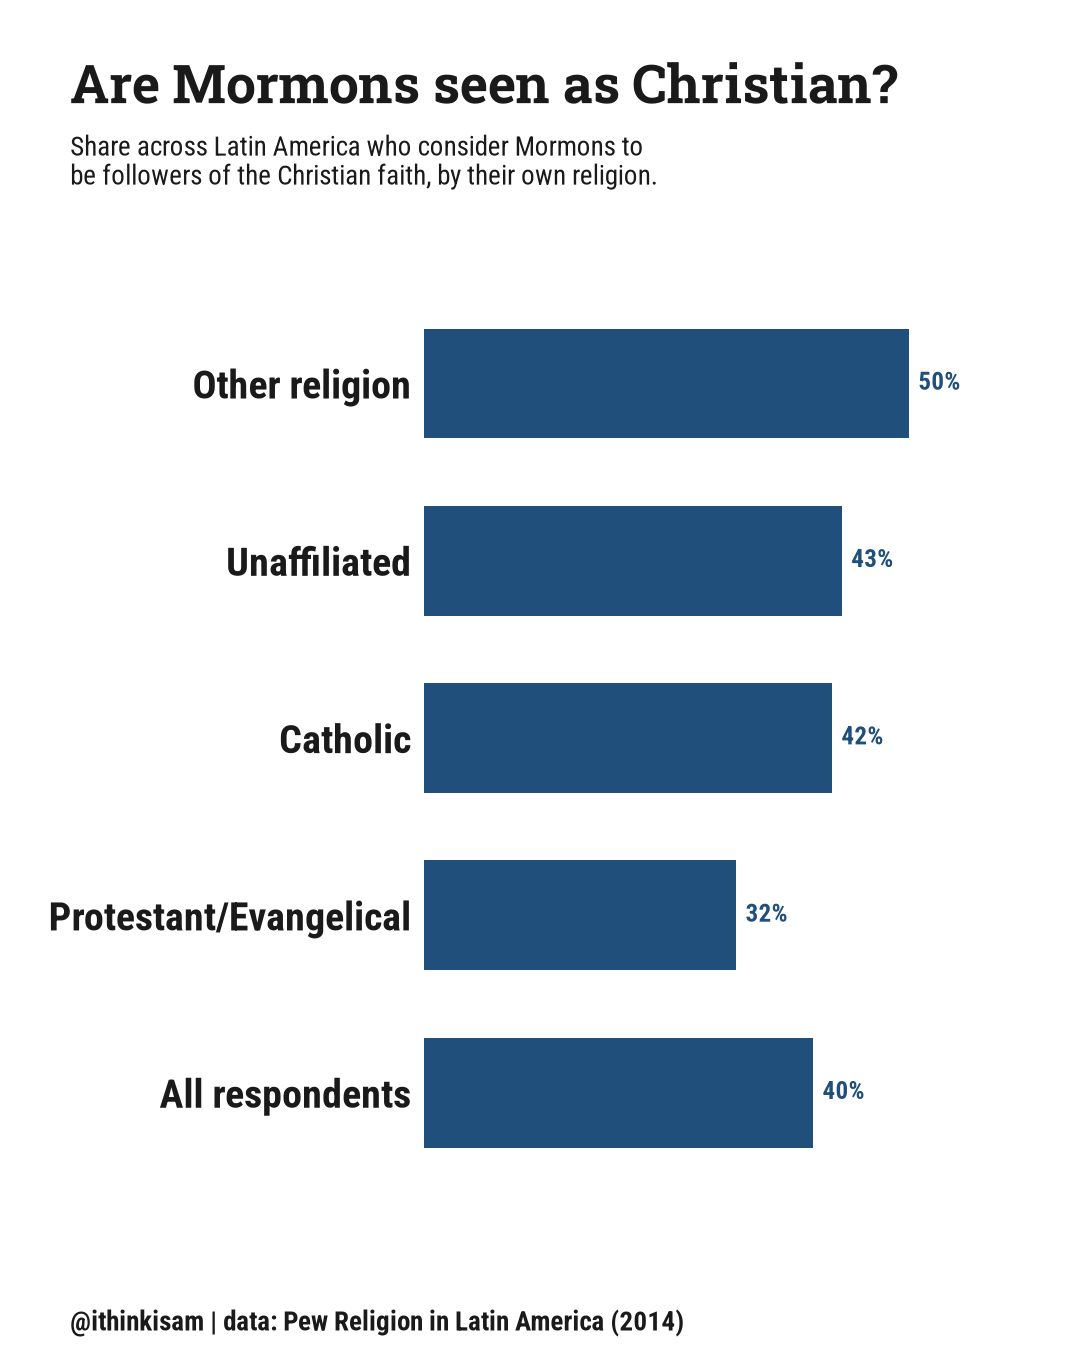 Are Mormons seen as Christian?
Share across Latin America who consider Mormons to
be followers of the Christian faith, by their own religion.
Other religion 50%
Unaffiliated 43%
Catholic 42%
Protestant/Evangelical 32%
All respondents 40%
@ithinkisam | data: Pew Religion in Latin America (2014)